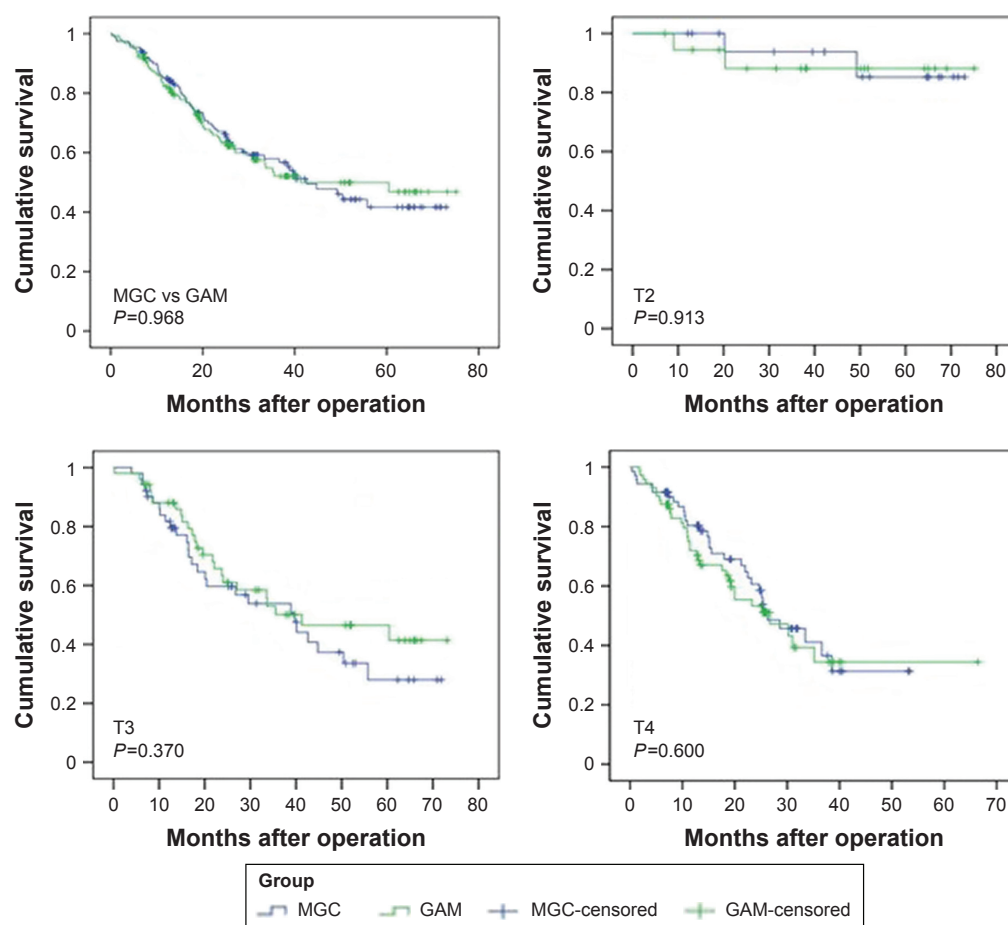 1
0.8
0.6
0.4
0.2
0
Cumulative survival
MGC vs GAM
P=0.968
0 20 40 60 80
Months after operation
1
0.8
0.6
0.4
0.2
0
Cumulative survival
T2
P=0.913
0 10 20 30 40 50 60 70 80
Months after operation
1
0.8
0.6
0.4
0.2
0
Cumulative survival
T3
P=0.370
0 10 20 30 40 50 60 70 80
Months after operation
1
0.8
0.6
0.4
0.2
0
Cumulative survival
T4
P=0.600
0 10 20 30 40 50 60 70
Months after operation
Group
MGC GAM MGC-censored GAM-censored